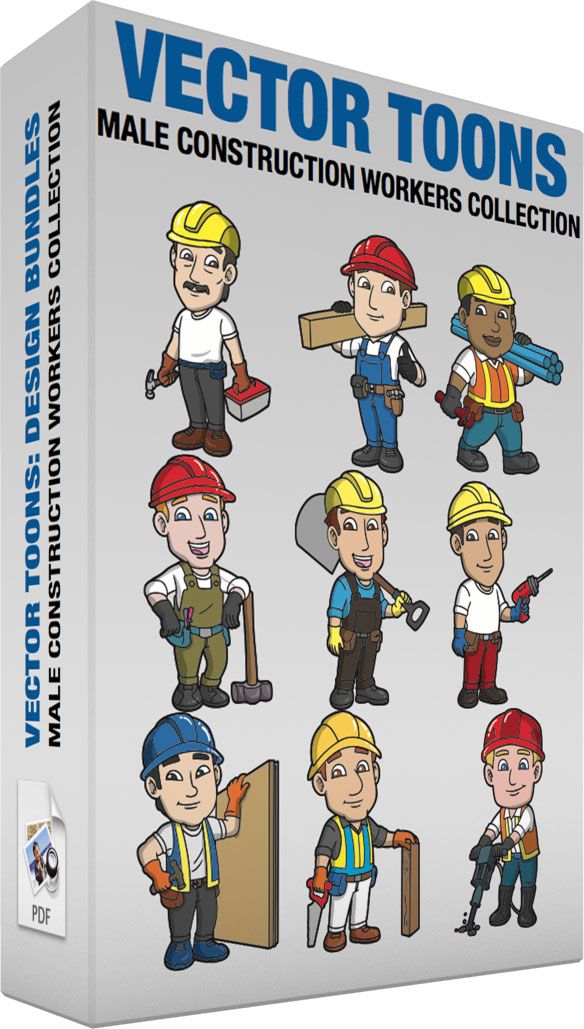 VECTOR TOONS
MALE CONSTRUCTION WORKERS COLLECTION
VECTOR TOONS: DESIGN BUNDLES
MALE CONSTRUCTION WORKERS COLLECTION
PDF